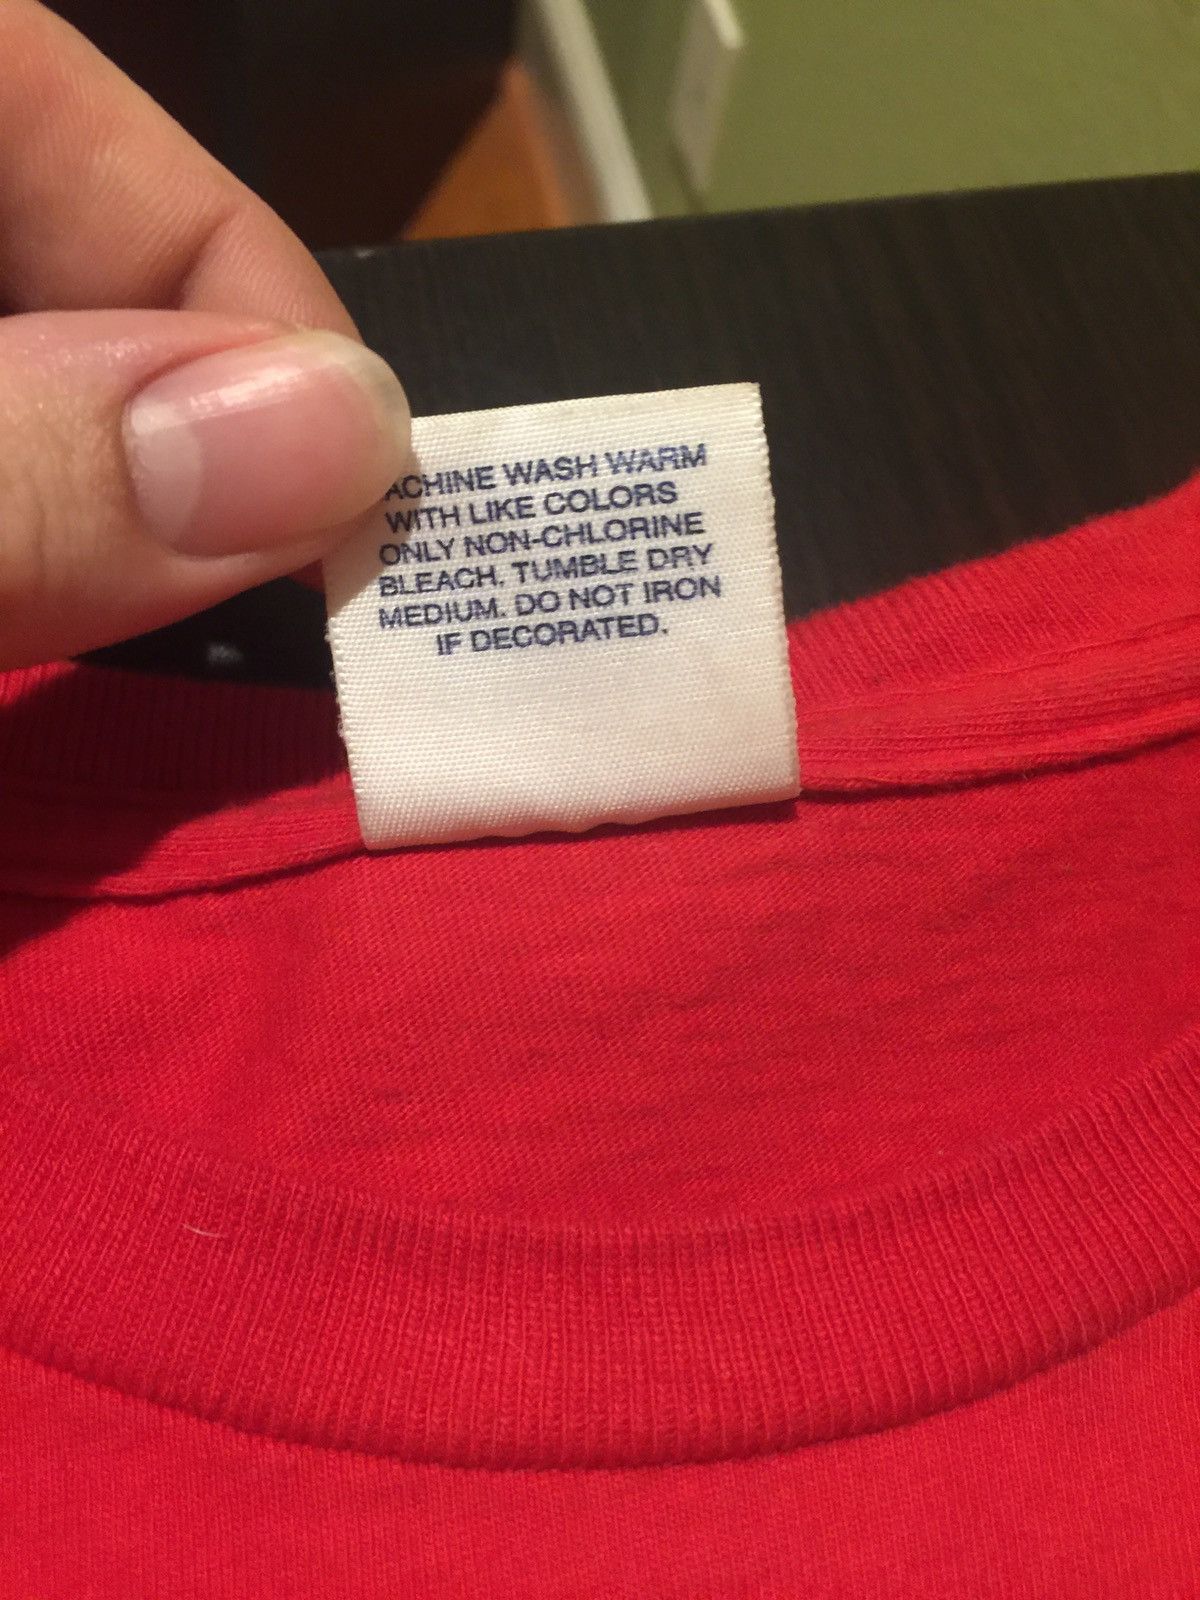 ACHINE WASH WARM
WITH LIKE COLORS
ONLY NON-CHLORINE
BLEACH. TUMBLE DRY
MEDIUM. DO NOT IRON
IF DECORATED.